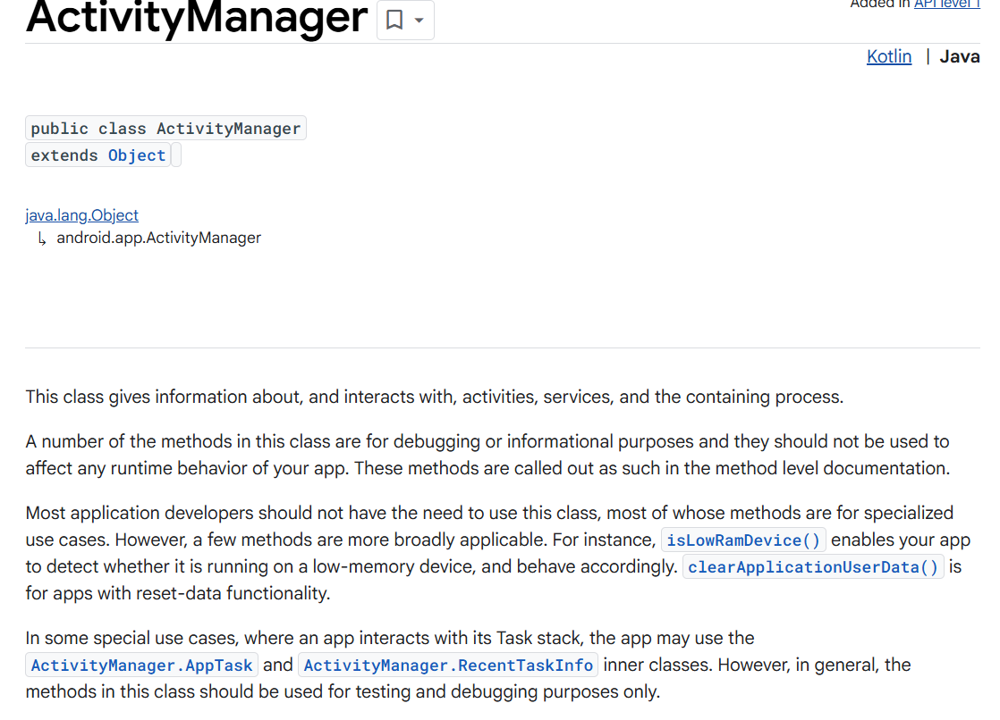 ActivityManager
Added in API level 1
Kotlin | Java
public class ActivityManager
extends Object
java.lang.Object
↳ android.app.ActivityManager
This class gives information about, and interacts with, activities, services, and the containing process.
A number of the methods in this class are for debugging or informational purposes and they should not be used to
affect any runtime behavior of your app. These methods are called out as such in the method level documentation.
Most application developers should not have the need to use this class, most of whose methods are for specialized
use cases. However, a few methods are more broadly applicable. For instance, isLowRamDevice() enables your app
to detect whether it is running on a low-memory device, and behave accordingly. clearApplicationUserData() is
for apps with reset-data functionality.
In some special use cases, where an app interacts with its Task stack, the app may use the
ActivityManager.AppTask and ActivityManager.RecentTaskInfo inner classes. However, in general, the
methods in this class should be used for testing and debugging purposes only.